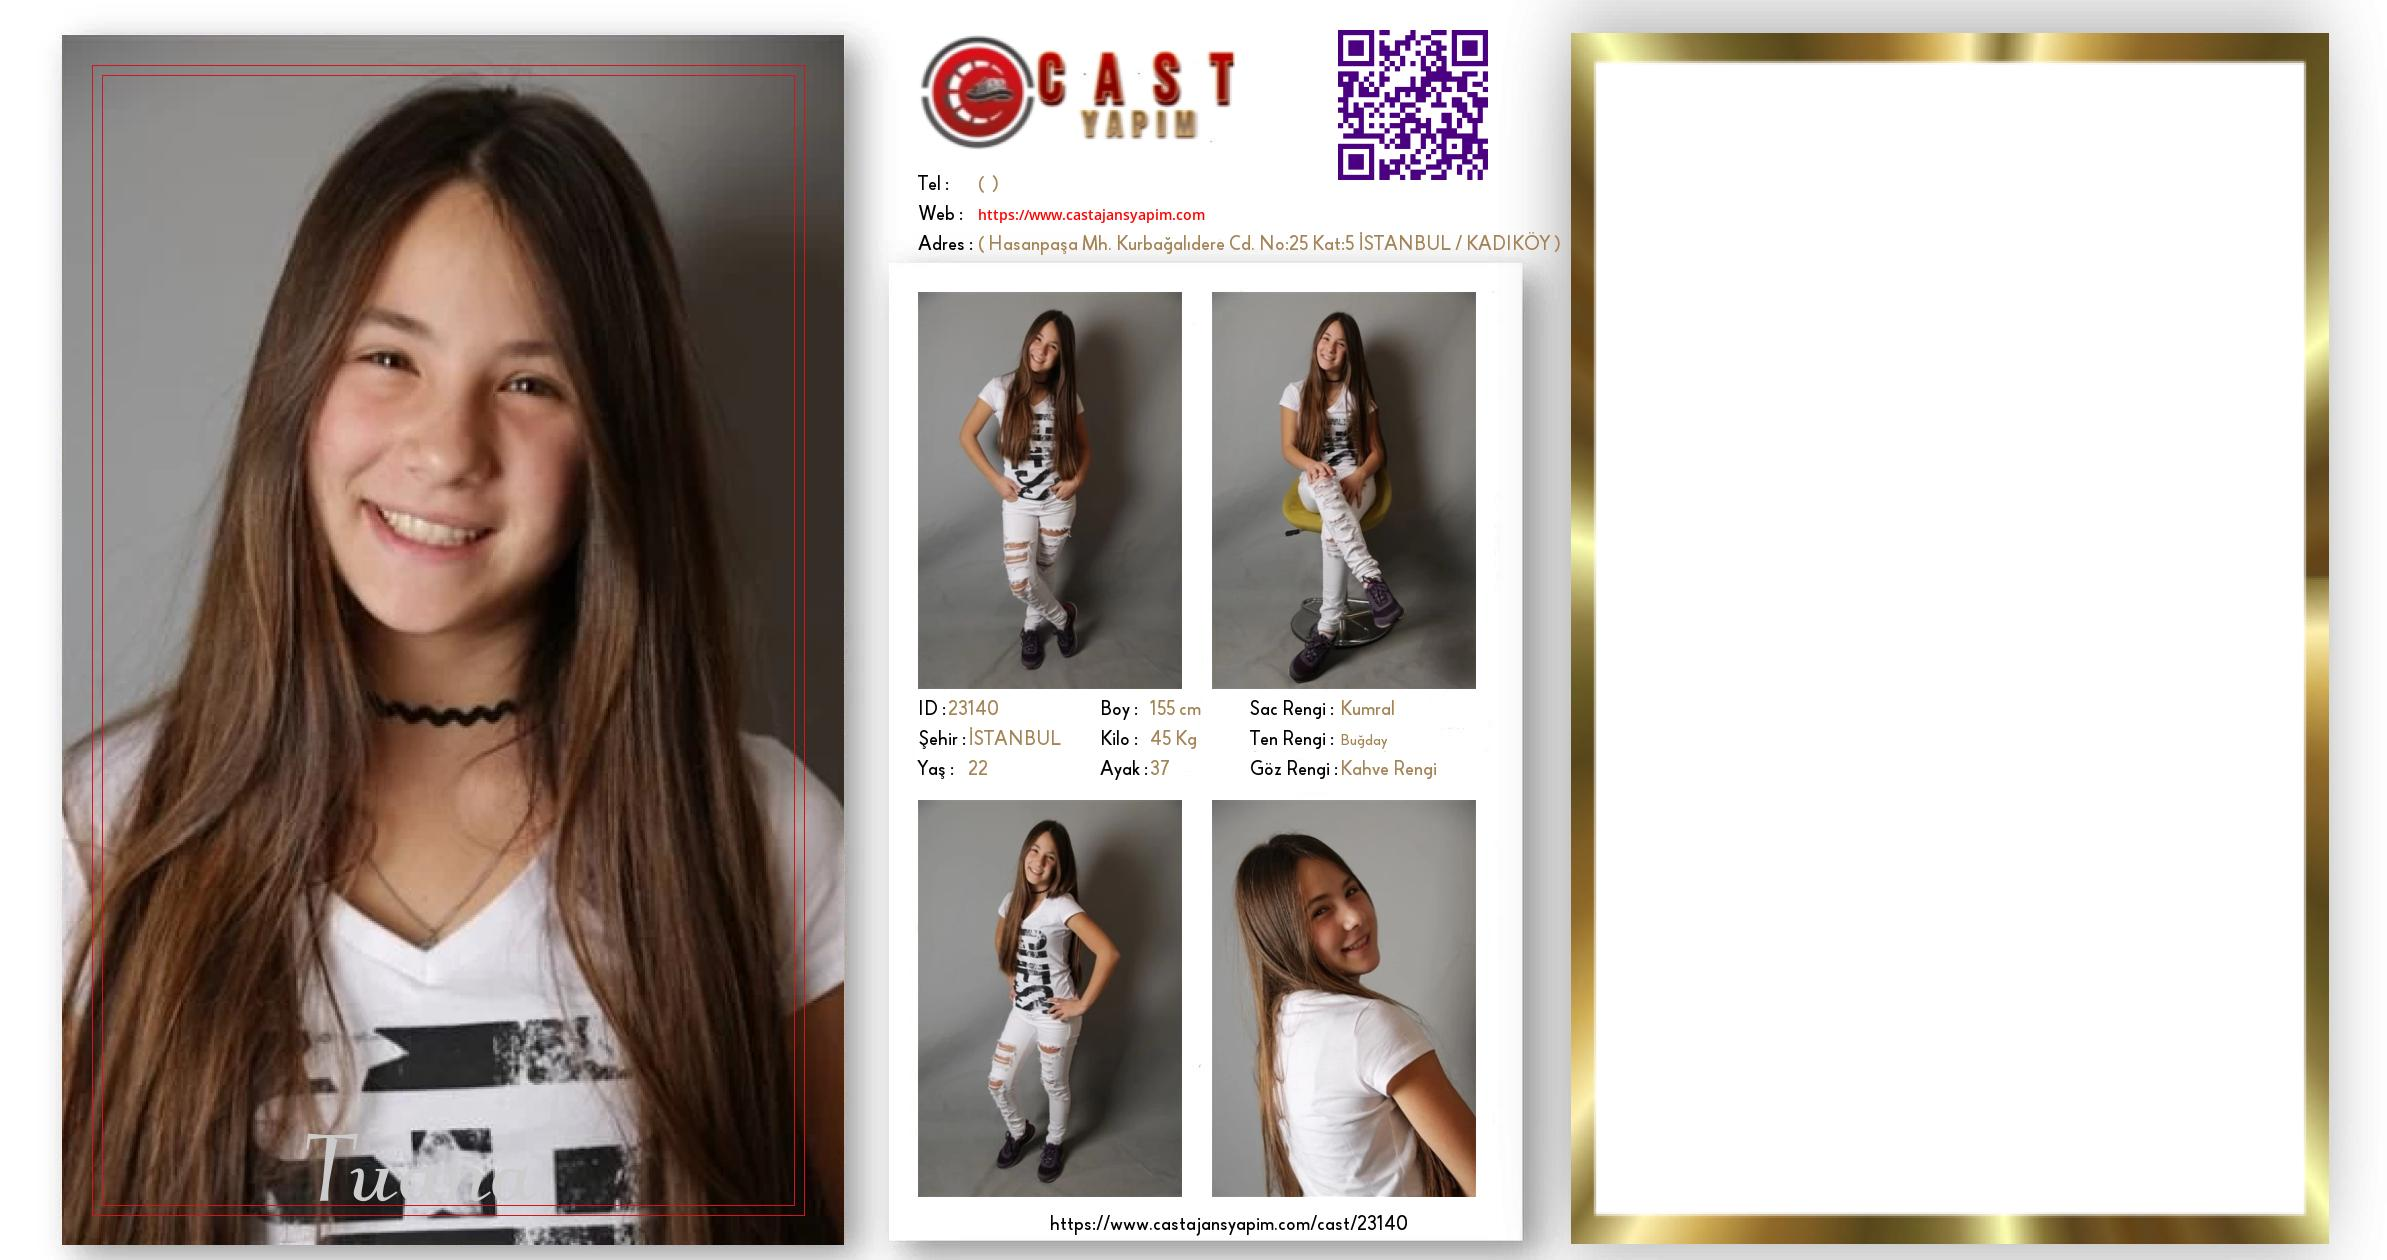 Tuana
CAST
YAPIM
Tel : ( )
Web : https://www.castajansyapim.com
Adres : ( Hasanpaşa Mh. Kurbağalıdere Cd. No:25 Kat:5 İSTANBUL / KADIKÖY )
ID : 23140 Boy : 155 cm Sac Rengi : Kumral
Şehir : İSTANBUL Kilo : 45 Kg Ten Rengi : Buğday
Yaş : 22 Ayak : 37 Göz Rengi : Kahve Rengi
https://www.castajansyapim.com/cast/23140